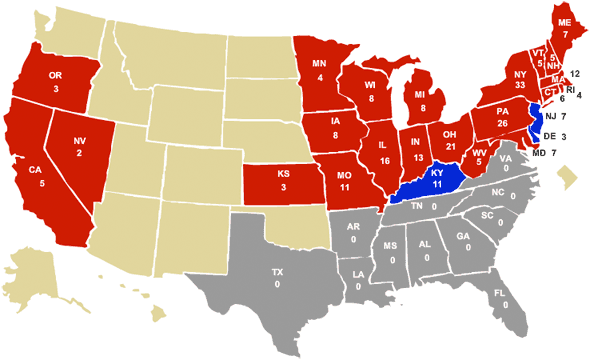 ME
7
VT
5
5
NH
OR
3
MN
4
NY
33
12
MA
WI
8
MI
8
CT
RI
4
6
NV
2
IA
8
PA
26
NJ 7
CA
5
IL
16
IN
13
OH
21
DE 3
WV
5
MD 7
VA
0
KS
3
MO
11
KY
11
NC
0
TN 0
AR
0
SC
0
MS
0
AL
0
GA
0
TX
0
LA
0
FL
0